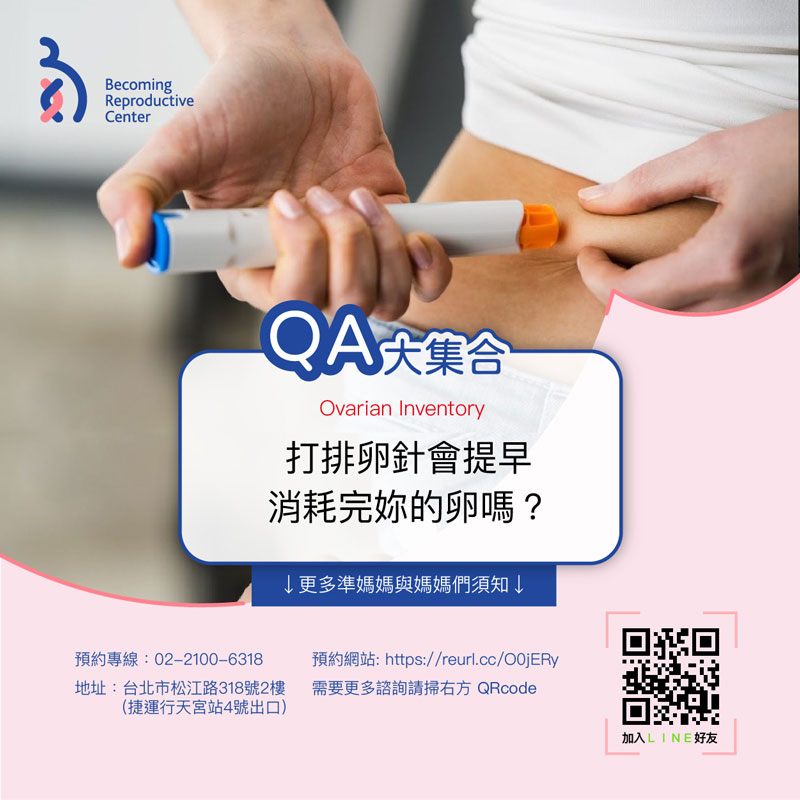 Becoming
Reproductive
Center
QA大集合
Ovarian Inventory
打排卵針會提早
消耗完妳的卵嗎？
↓更多準媽媽與媽媽們須知↓
預約專線：02-2100-6318
地址：台北市松江路318號2樓
(捷運行天宮站4號出口)
預約網站: https://reurl.cc/O0jERy
需要更多諮詢請掃右方 QRcode
加入LINE好友